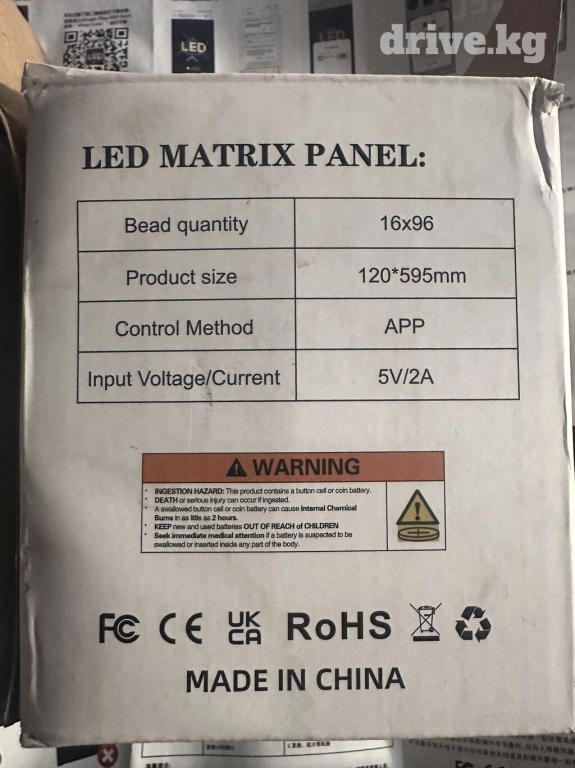 drive.kg
LED
LED MATRIX PANEL:
Bead quantity 16x96
Product size 120*595mm
Control Method APP
Input Voltage/Current 5V/2A
WARNING
INGESTION HAZARD: This product contains a button cell or coin battery.
DEATH or serious injury can occur if ingested.
A swallowed button cell or coin battery can cause Internal Chemical
Burns in as little as 2 hours.
KEEP new and used batteries OUT OF REACH of CHILDREN
Seek immediate medical attention if a battery is suspected to be
swallowed or inserted inside any part of the body.
FC CE UK
CA RoHS
MADE IN CHINA